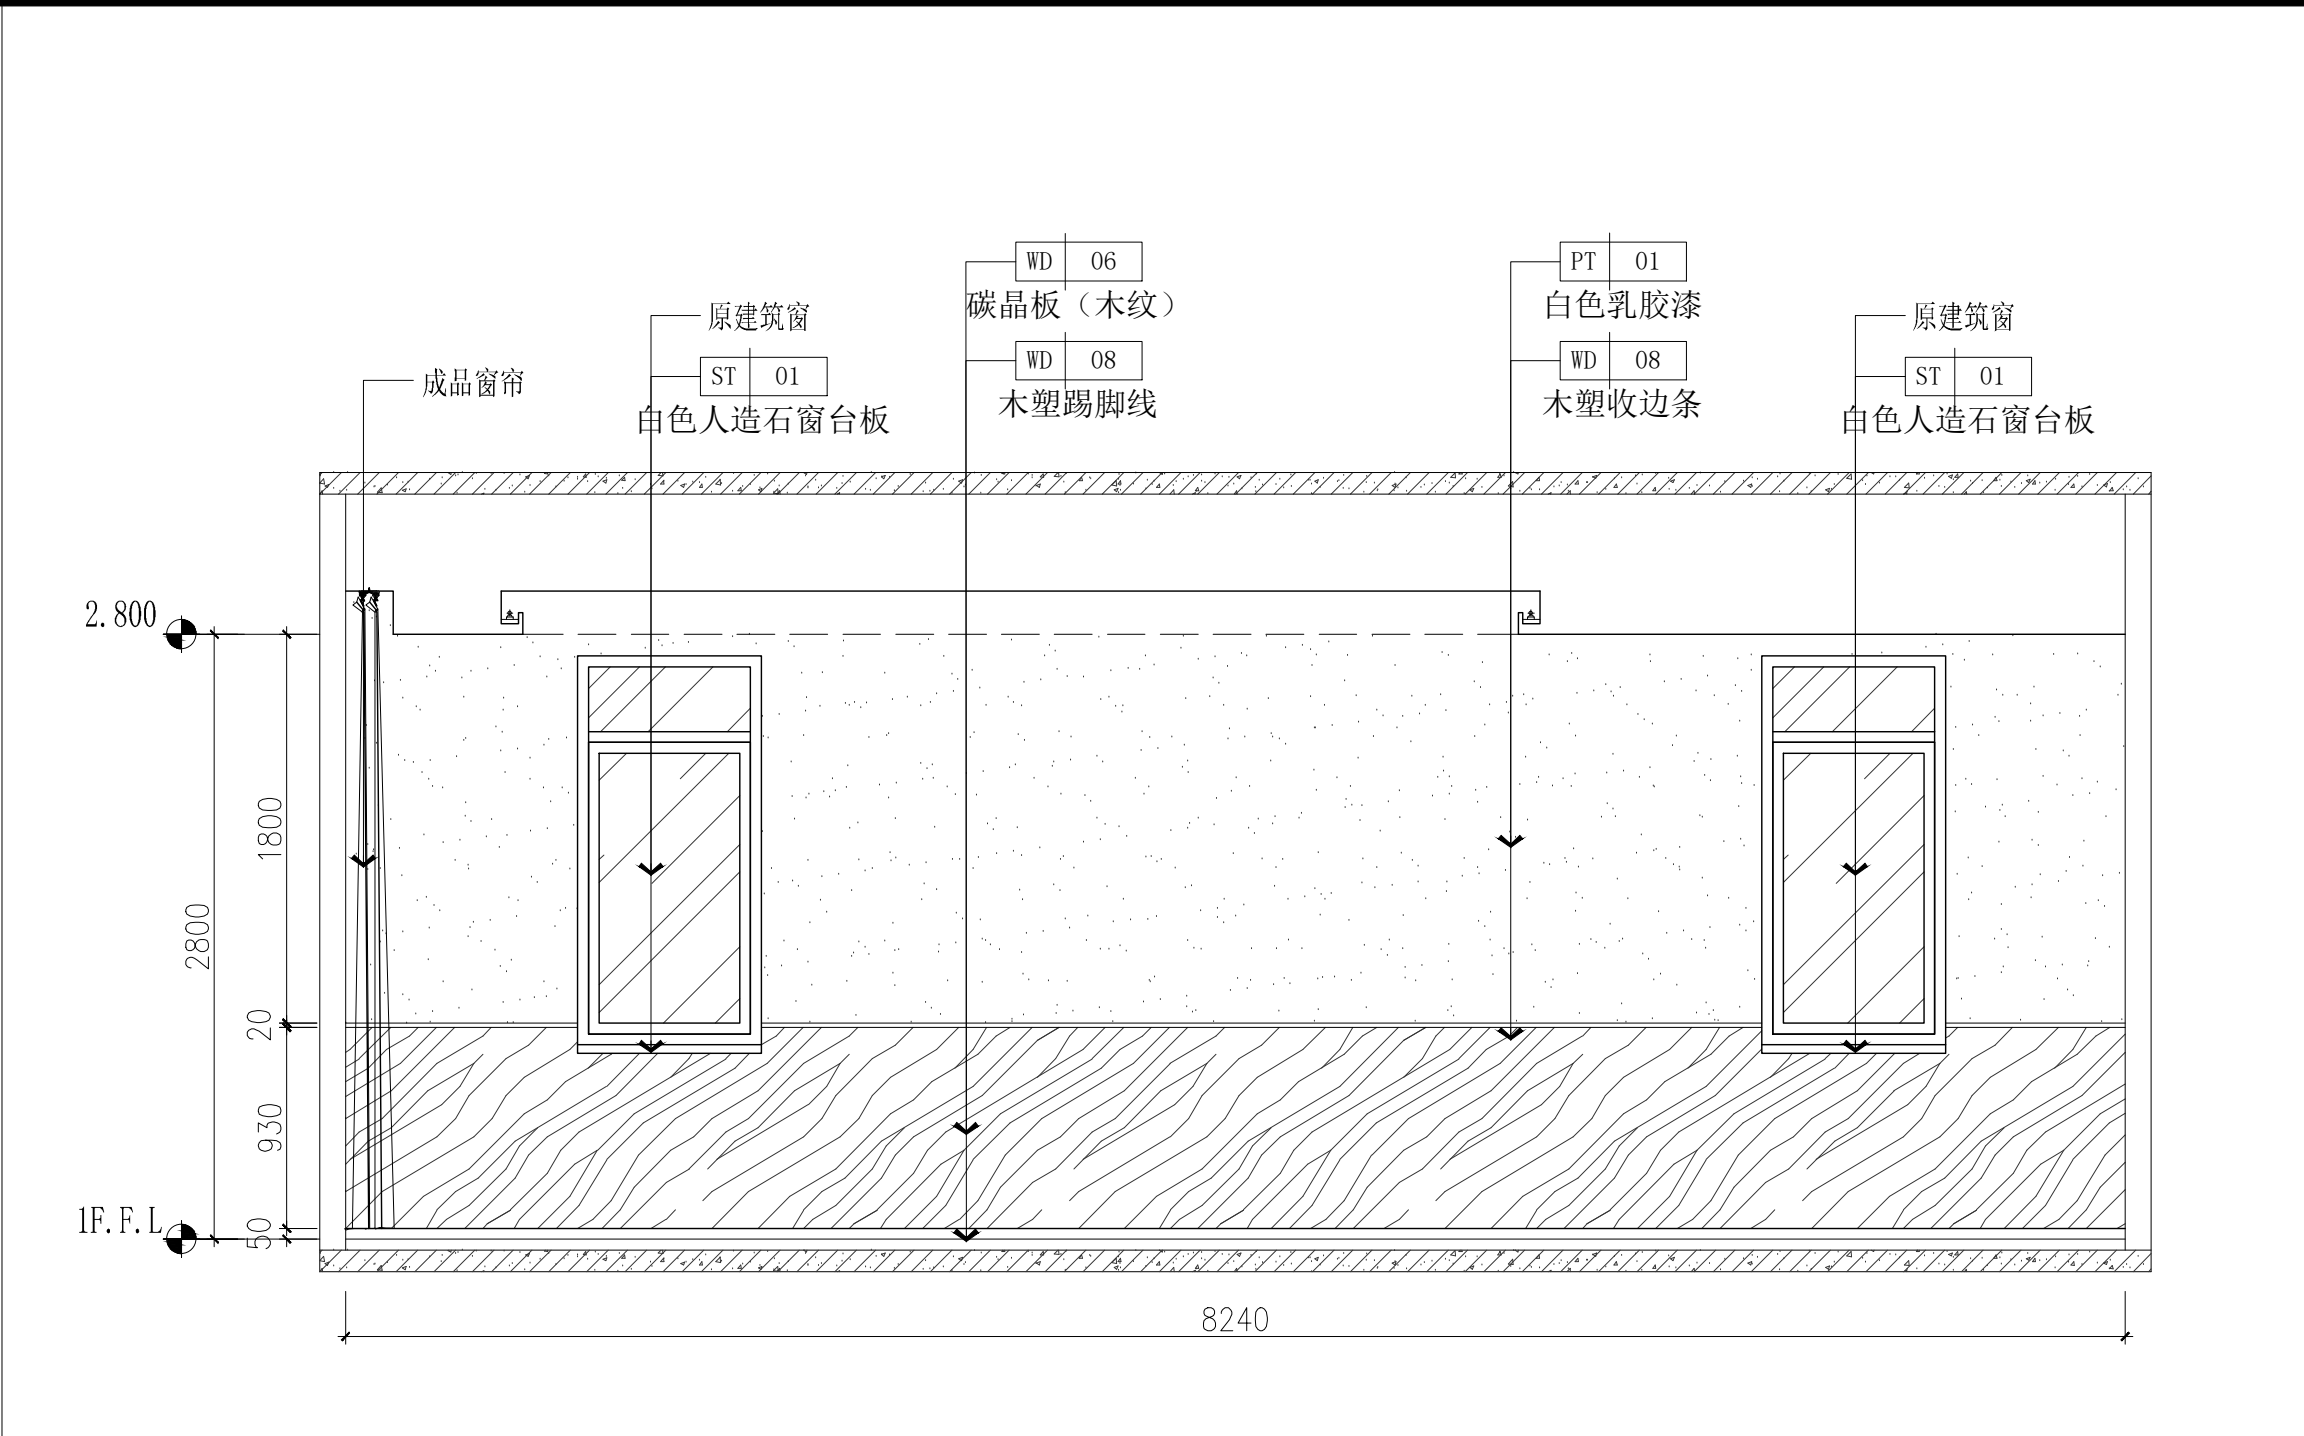 WD 06
碳晶板（木纹）
WD 08
木塑踢脚线
PT 01
白色乳胶漆
WD 08
木塑收边条
原建筑窗
ST 01
白色人造石窗台板
原建筑窗
ST 01
白色人造石窗台板
成品窗帘
2.800
1800
2800
20
930
1F.F.L
50
8240